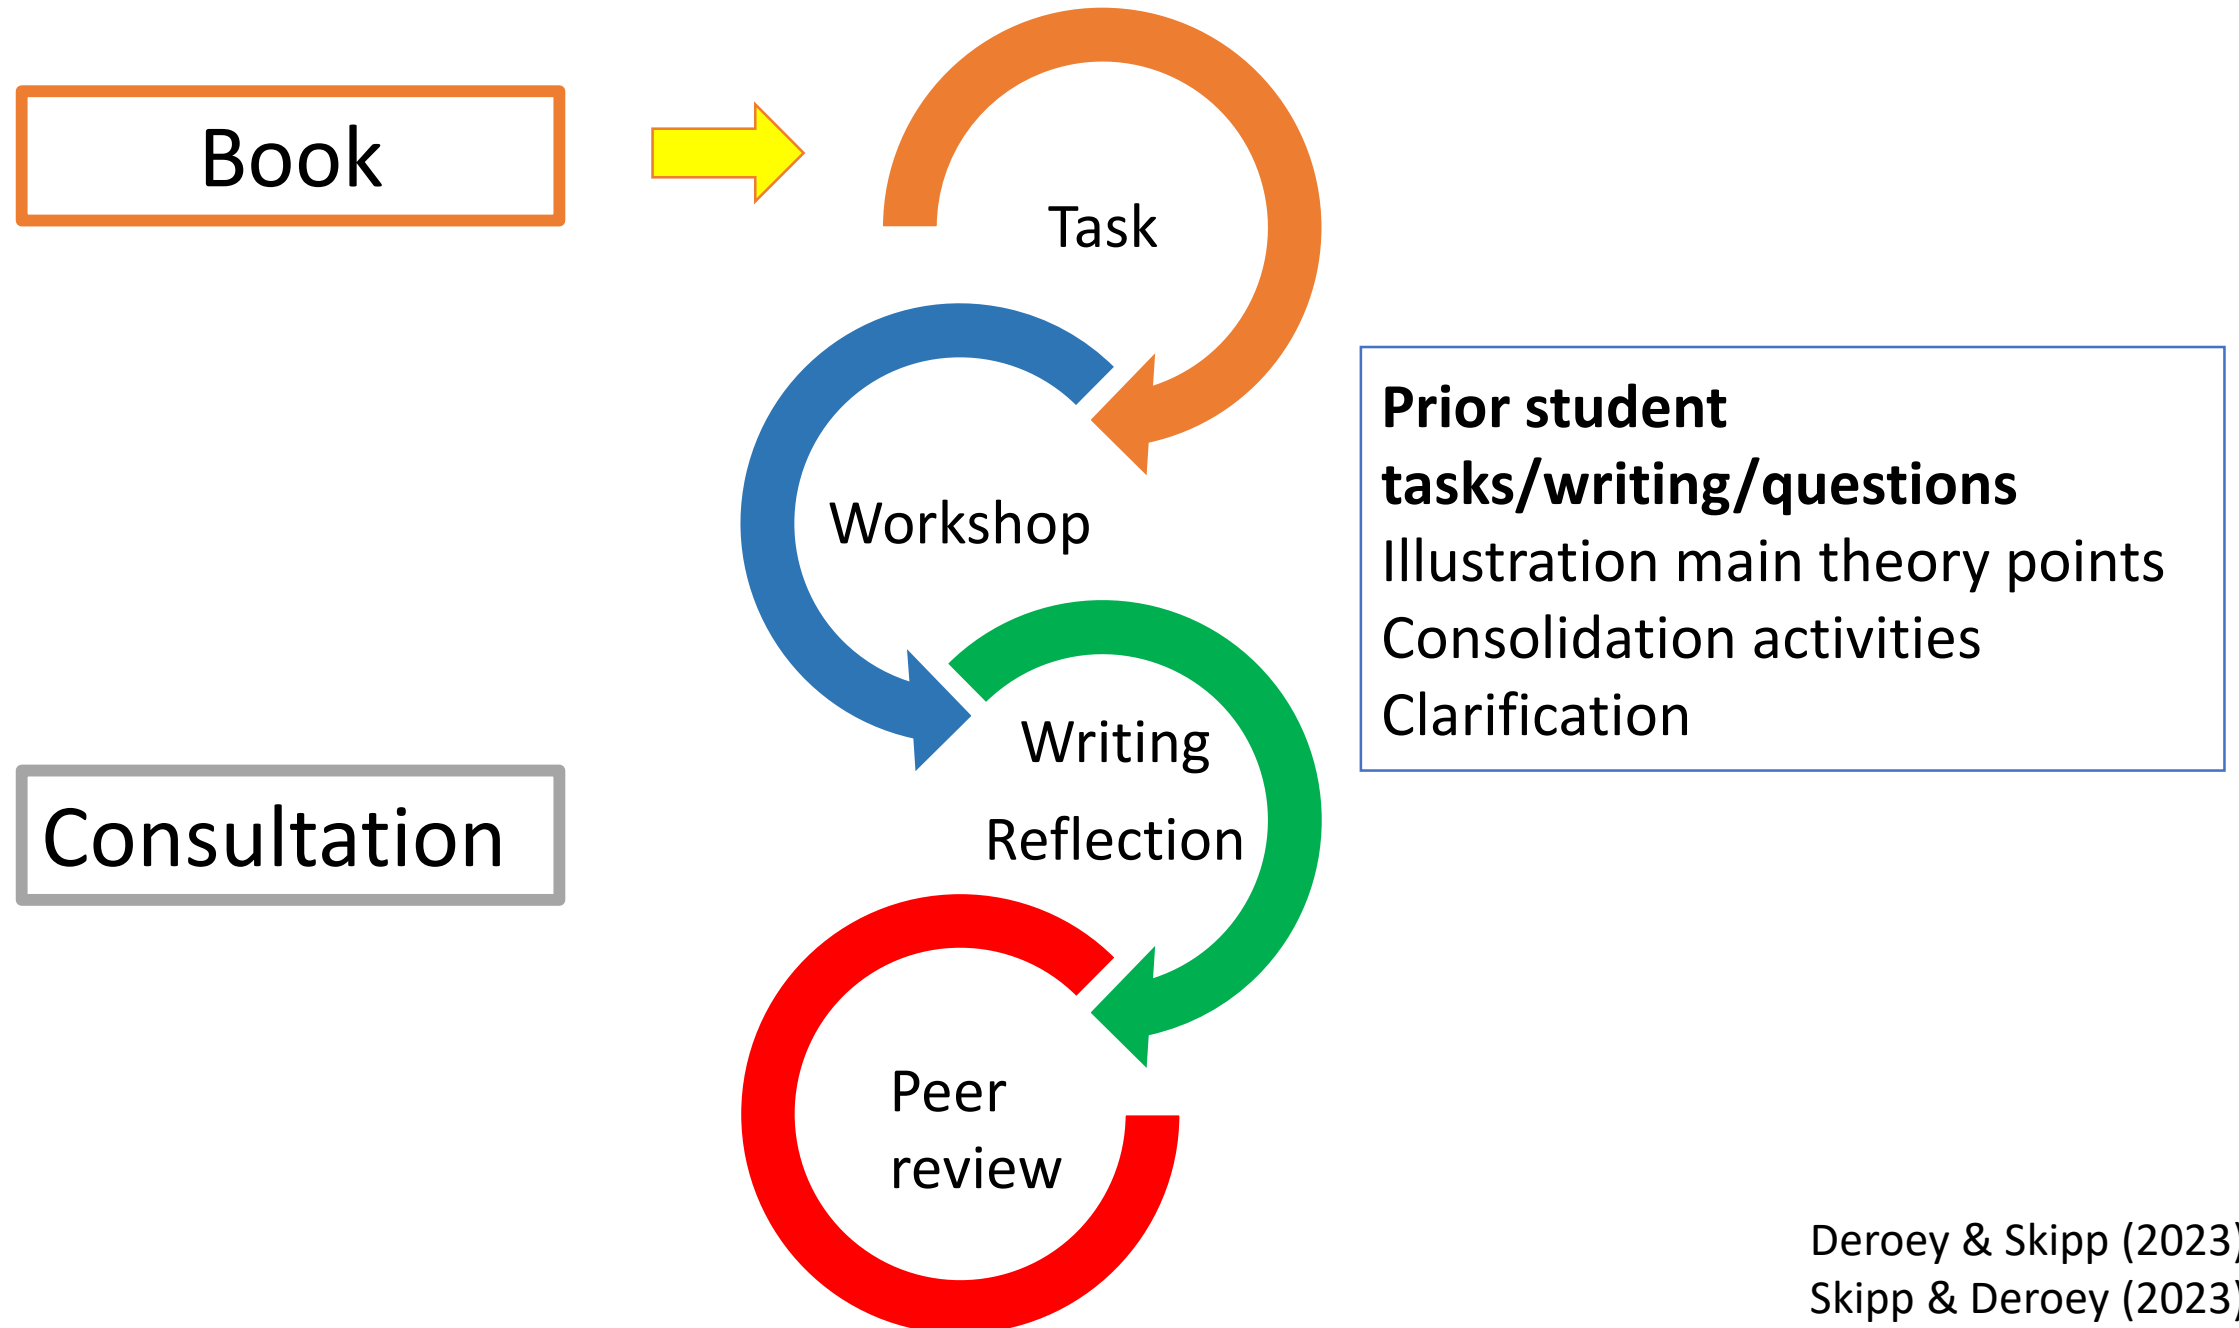 Book
Task
Workshop
Prior student
tasks/writing/questions
Illustration main theory points
Consolidation activities
Clarification
Writing
Reflection
Consultation
Peer
review
Deroey & Skipp (2023)
Skipp & Deroey (2023)